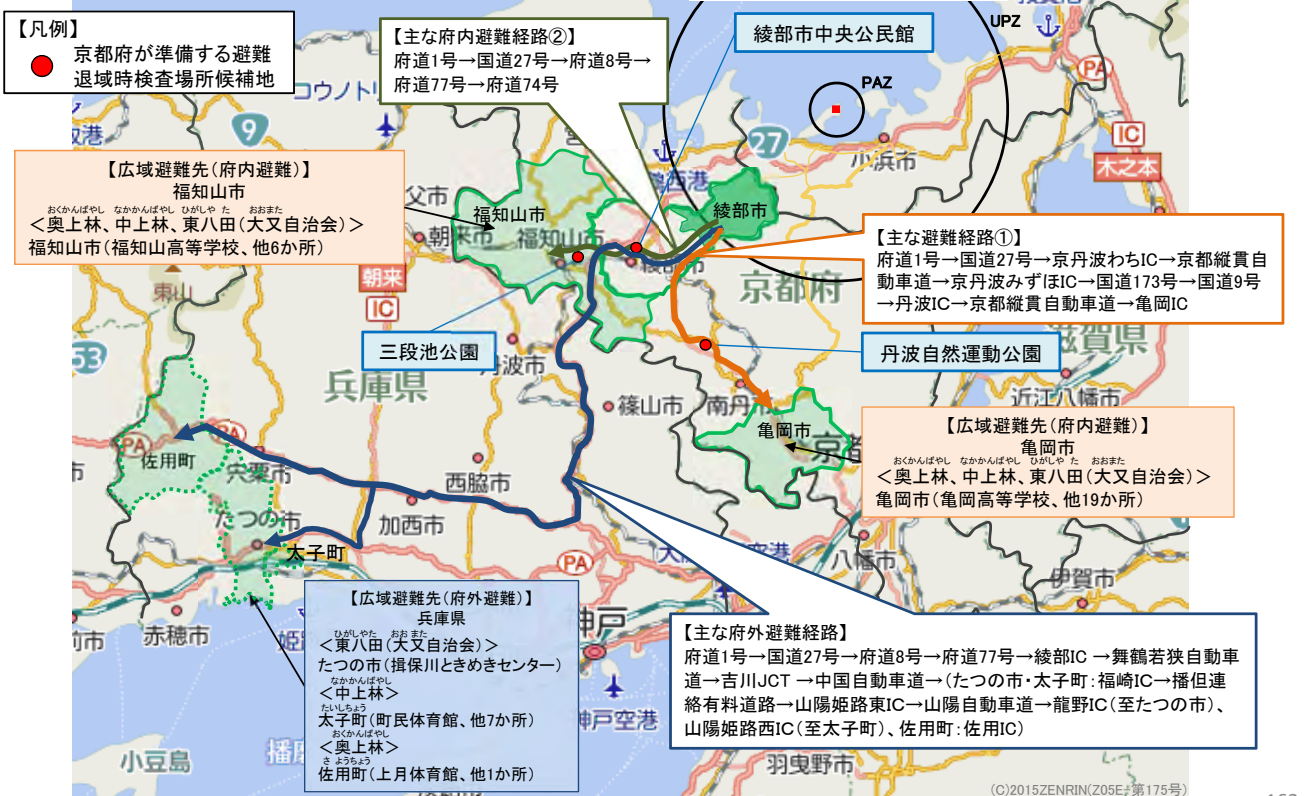 【凡例】
京都府が準備する避難
退域時検査場所候補地
【主な府内避難経路②】
府道1号→国道27号→府道8号→
府道77号→府道74号
綾部市中央公民館
UPZ
PAZ
PA
IC
木之本
コウノトリ
9
27
小浜市
【広域避難先(府内避難)】
福知山市
おくかんばやし なかかんばやし ひがしや た おおまた
<奥上林、中上林、東八田(大又自治会)>
福知山市(福知山高等学校、他6か所)
父市
福知山市
朝来市
福知山市
綾部市
綾部市
【主な避難経路①】
府道1号→国道27号→京丹波わちIC→京都縦貫自
動車道→京丹波みずほIC→国道173号→国道9号
→丹波IC→京都縦貫自動車道→亀岡IC
朝来
IC
東山
京都府
滋賀県
三段池公園
丹波自然運動公園
53
丹波市
兵庫県
篠山市
南丹市
近江八幡市
亀岡市
【広域避難先(府内避難)】
亀岡市
おくかんばやし なかかんばやし ひがしや た おおまた
<奥上林、中上林、東八田(大又自治会)>
亀岡市(亀岡高等学校、他19か所)
PA
PA
佐用町
宍粟市
西脇市
たつの市
加西市
太子町
PA
八幡市
伊賀市
赤穂市
神戸
神戸空港
【広域避難先(府外避難)】
兵庫県
ひがしやた おお また
<東八田(大又自治会)>
たつの市(揖保川ときめきセンター)
なかかんばやし
<中上林>
たいしちょう
太子町(町民体育館、他7か所)
おくかんばやし
<奥上林>
さ ようちょう
佐用町(上月体育館、他1か所)
【主な府外避難経路】
府道1号→国道27号→府道8号→府道77号→綾部IC →舞鶴若狭自動車
道→吉川JCT →中国自動車道→(たつの市・太子町:福崎IC→播但連
絡有料道路→山陽姫路東IC→山陽自動車道→龍野IC(至たつの市)、
山陽姫路西IC(至太子町)、佐用町:佐用IC)
小豆島
羽曳野市
(C)2015ZENRIN(Z05E-第175号)